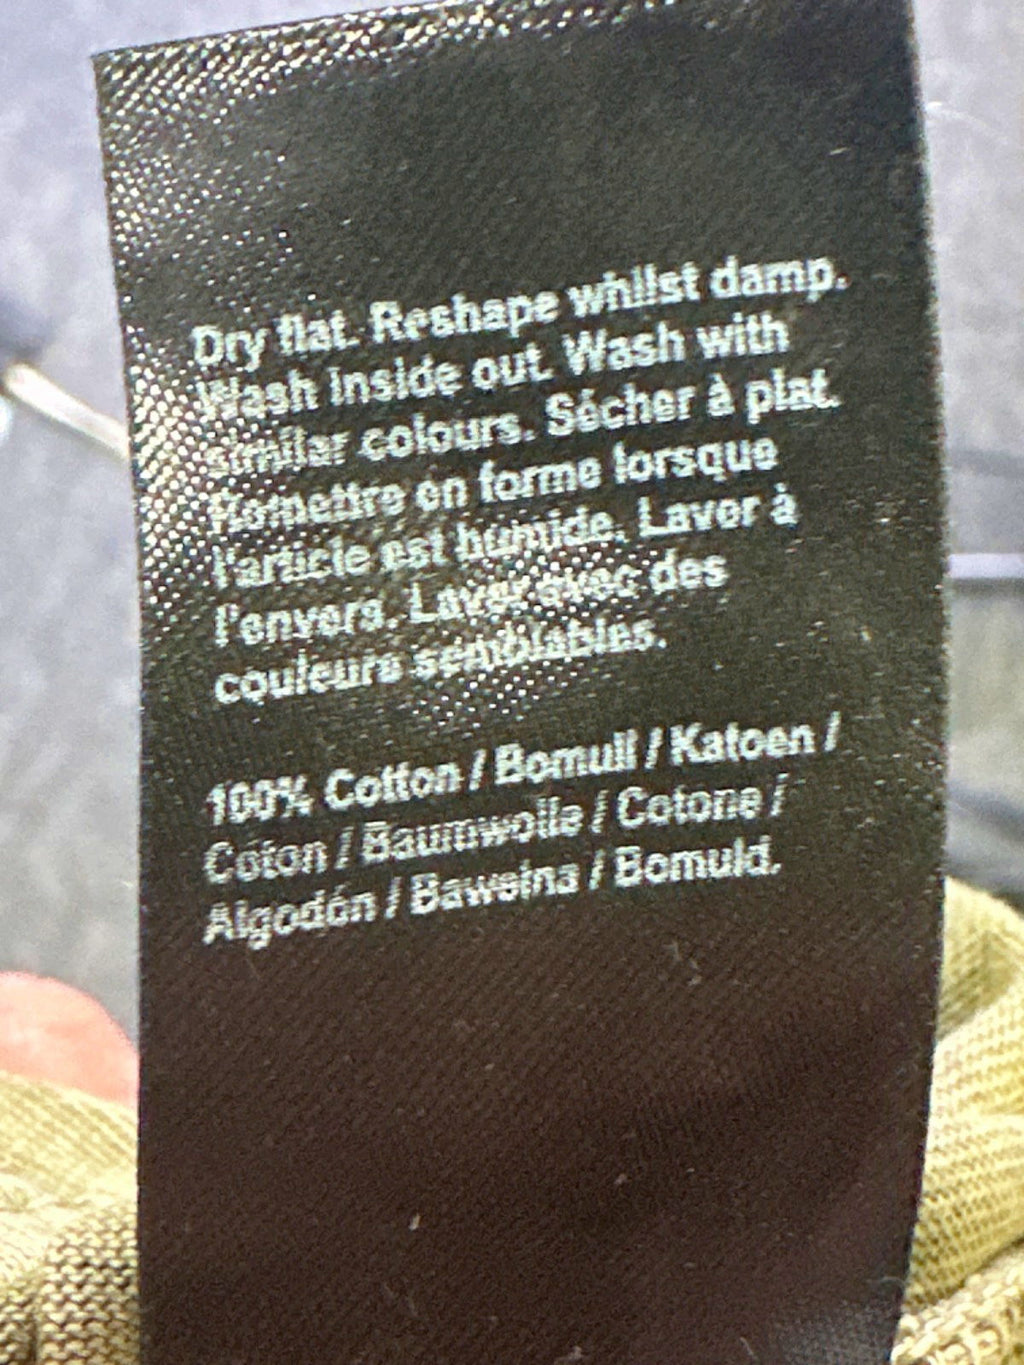 Dry flat. Reshape whilst damp.
Wash inside out. Wash with
similar colours. Sécher à plat.
Remettre en forme lorsque
l'article est humide. Laver à
l'envers. Laver avec des
couleurs semblables.
100% Cotton / Bomull / Katoen /
Coton / Baumwolle / Cotone /
Algodón / Bawełna / Bomuld.